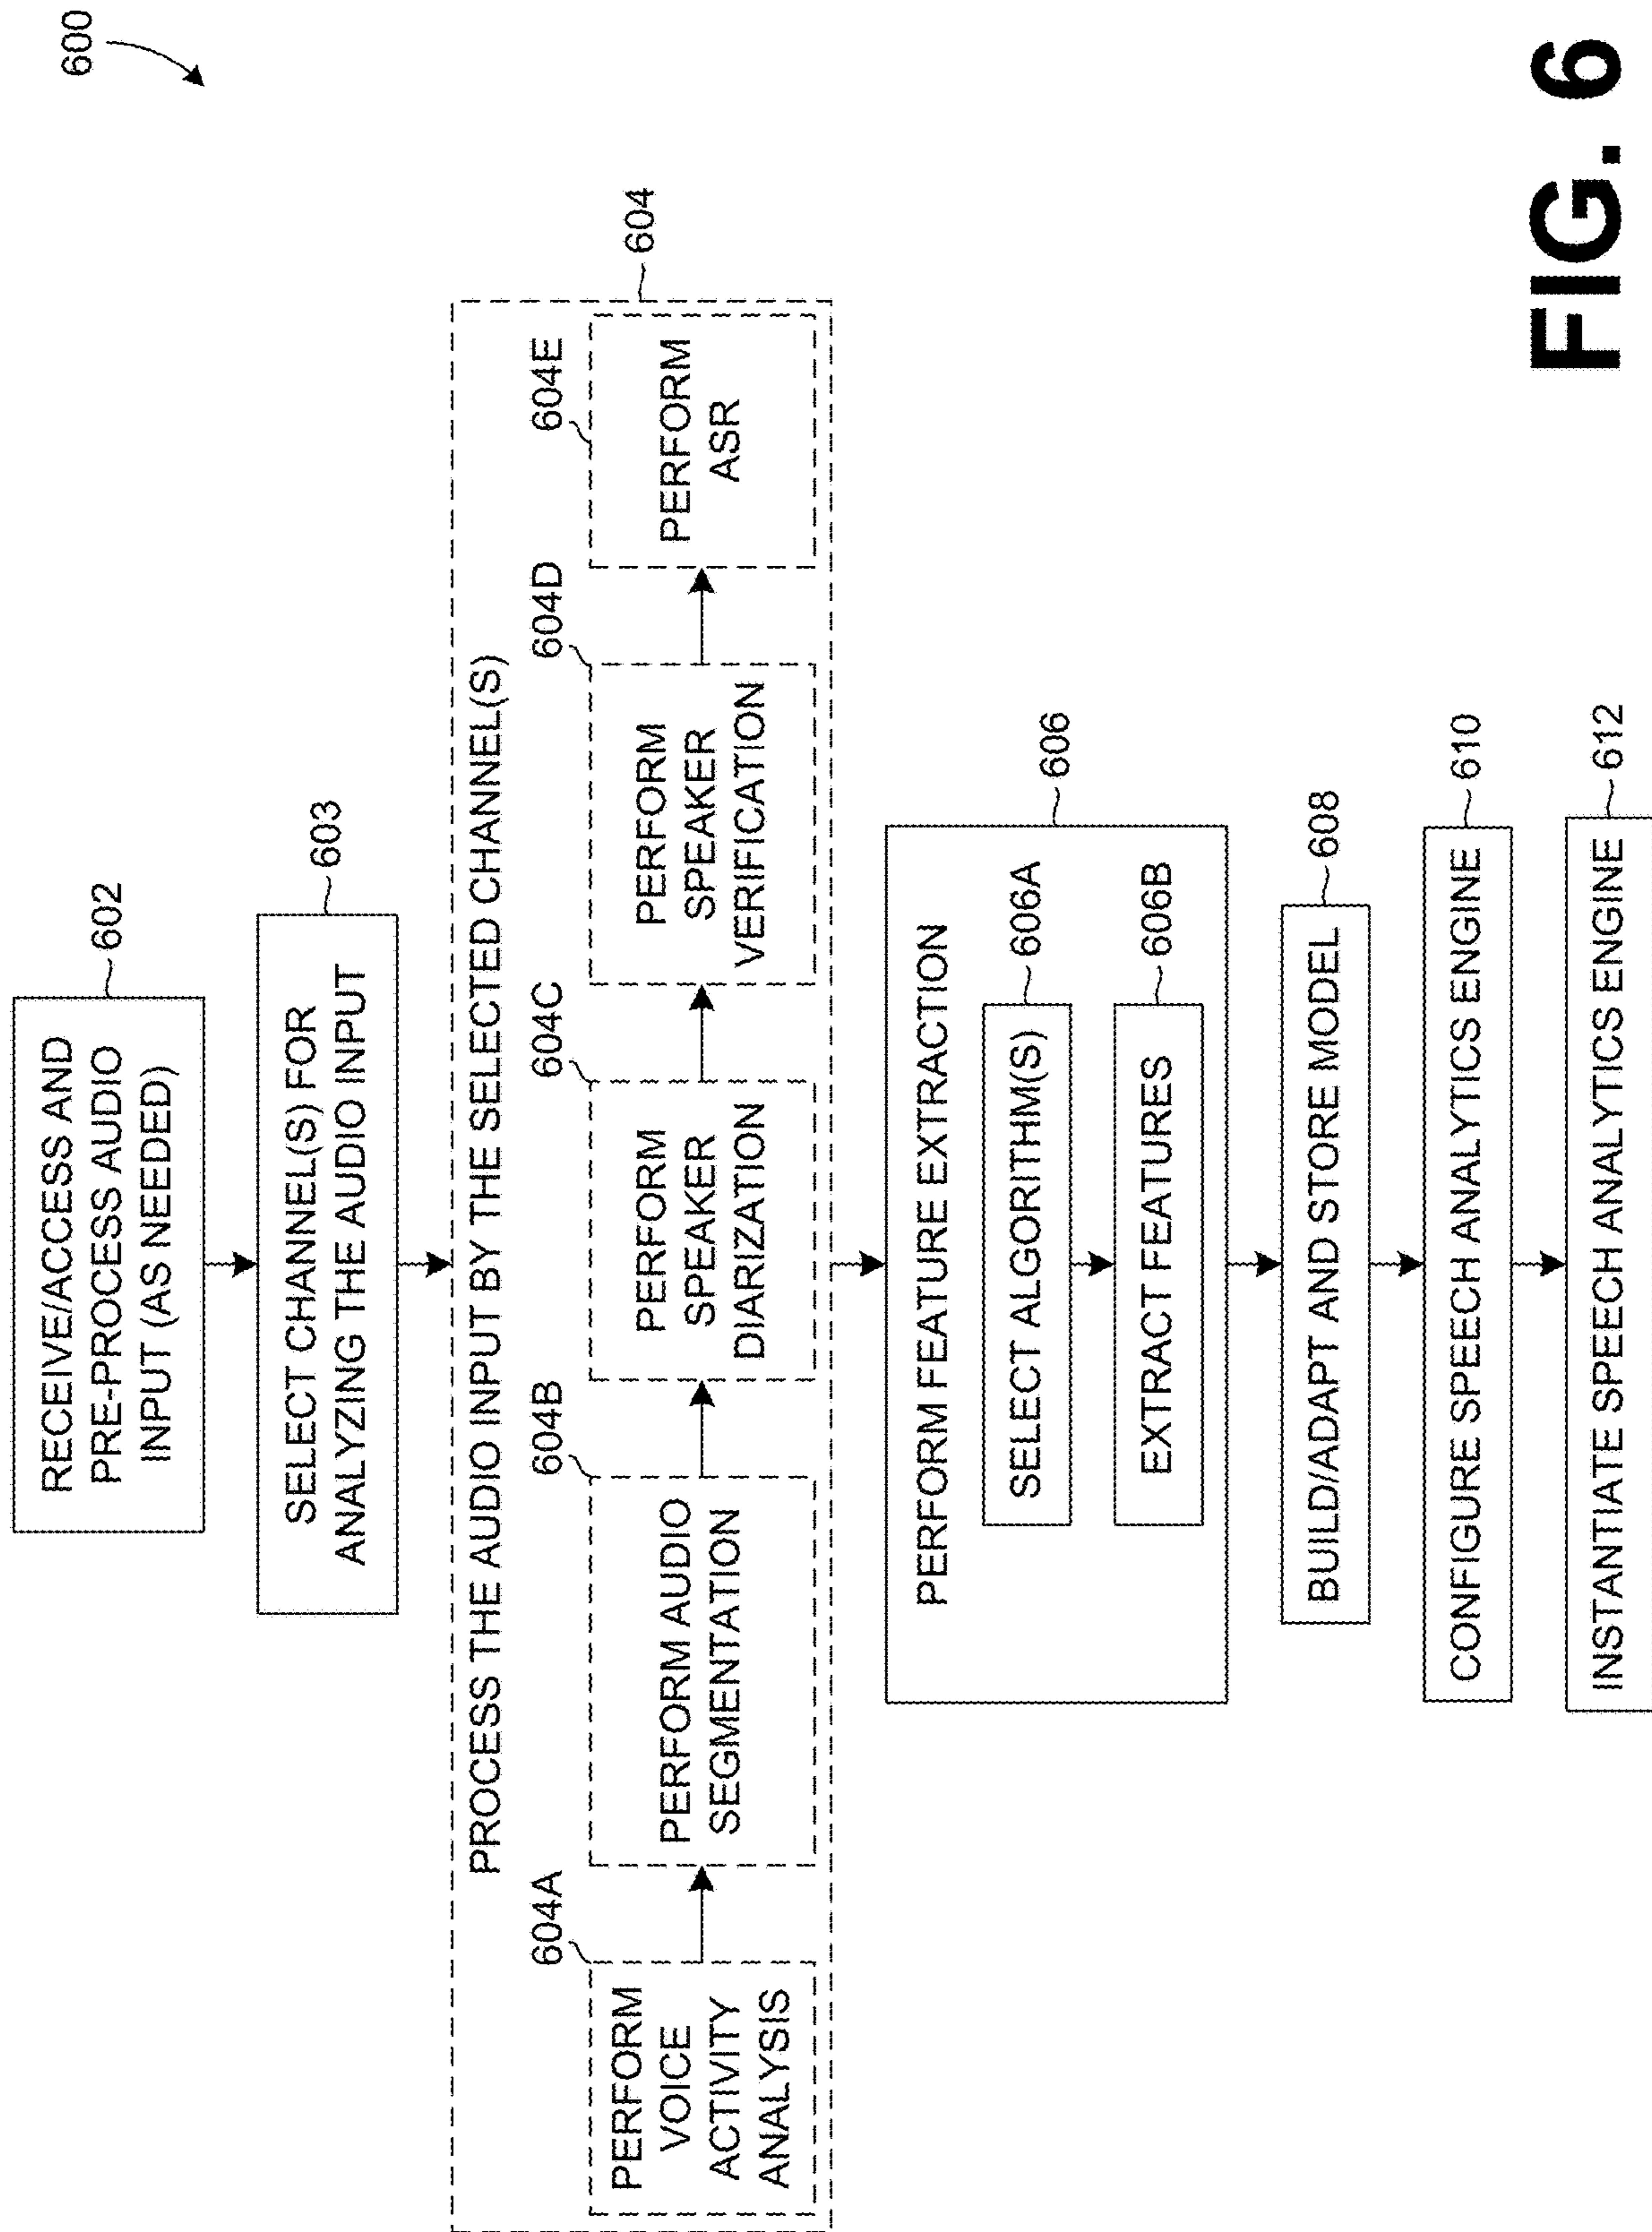 600
RECEIVE/ACCESS AND
PRE-PROCESS AUDIO
INPUT (AS NEEDED)
602
SELECT CHANNEL(S) FOR
ANALYZING THE AUDIO INPUT
603
PROCESS THE AUDIO INPUT BY THE SELECTED CHANNEL(S)
604
604A
PERFORM
VOICE
ACTIVITY
ANALYSIS
604B
PERFORM AUDIO
SEGMENTATION
604C
PERFORM
SPEAKER
DIARIZATION
604D
PERFORM
SPEAKER
VERIFICATION
604E
PERFORM
ASR
PERFORM FEATURE EXTRACTION
606
SELECT ALGORITHM(S)
606A
EXTRACT FEATURES
606B
BUILD/ADAPT AND STORE MODEL
608
CONFIGURE SPEECH ANALYTICS ENGINE
610
INSTANTIATE SPEECH ANALYTICS ENGINE
612
FIG. 6